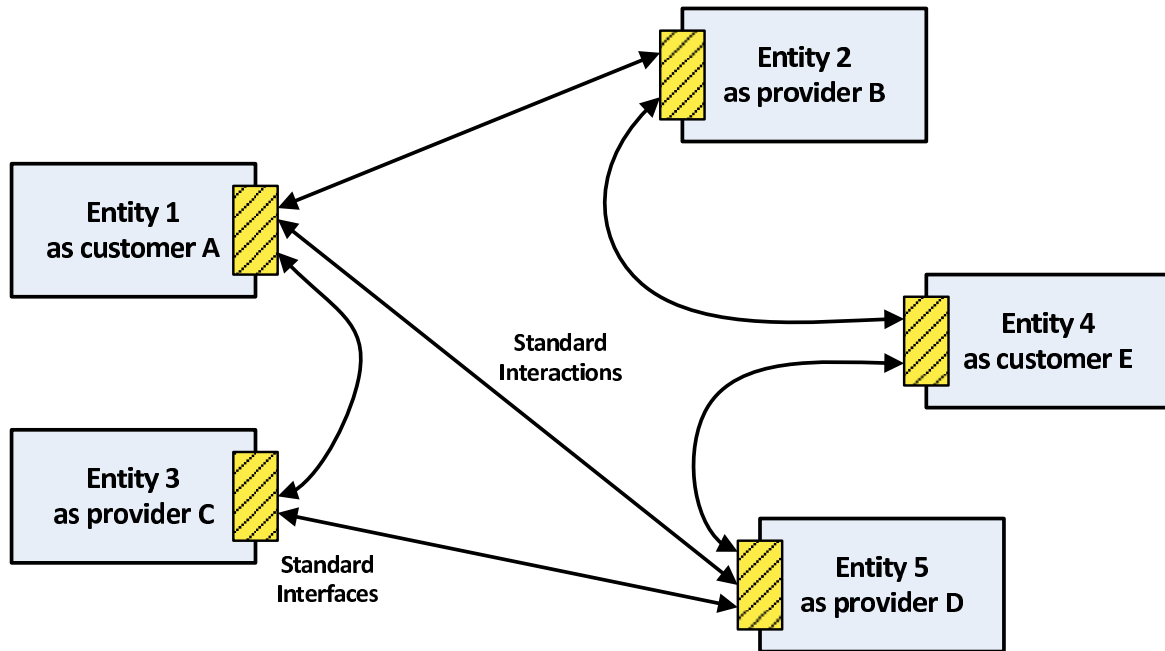 Entity 2
as provider B
Entity 1
as customer A
Entity 4
as customer E
Standard
Interactions
Entity 3
as provider C
Standard
Interfaces
Entity 5
as provider D